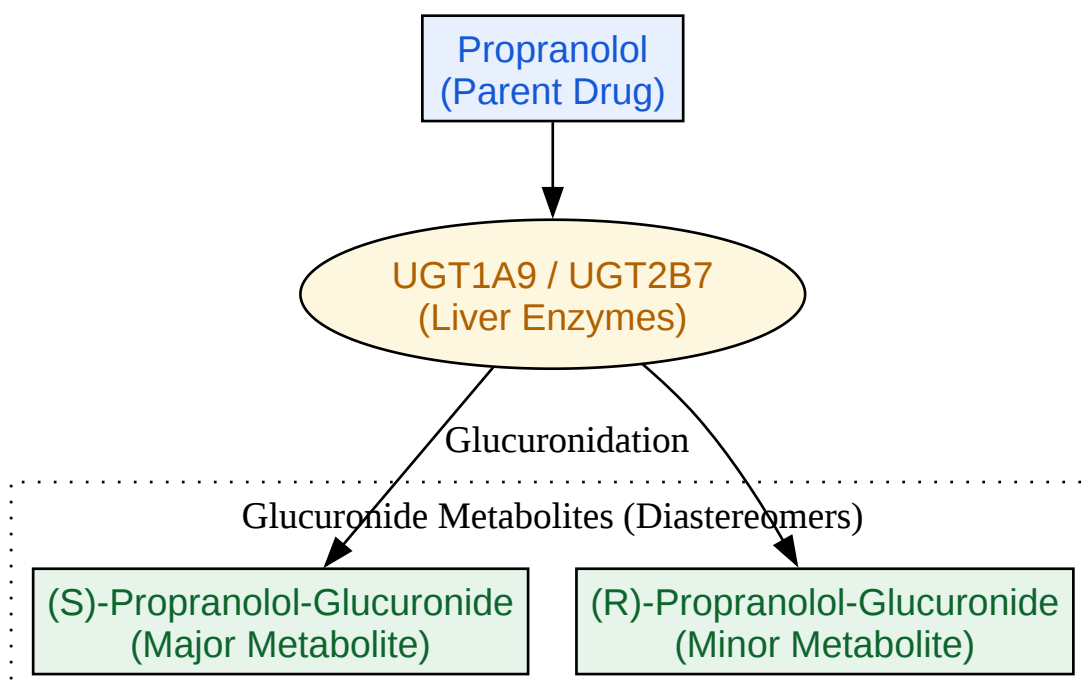 Propranolol
(Parent Drug)
UGT1A9 / UGT2B7
(Liver Enzymes)
Glucuronidation
Glucuronide Metabolites (Diastereomers)
(S)-Propranolol-Glucuronide
(Major Metabolite)
(R)-Propranolol-Glucuronide
(Minor Metabolite)